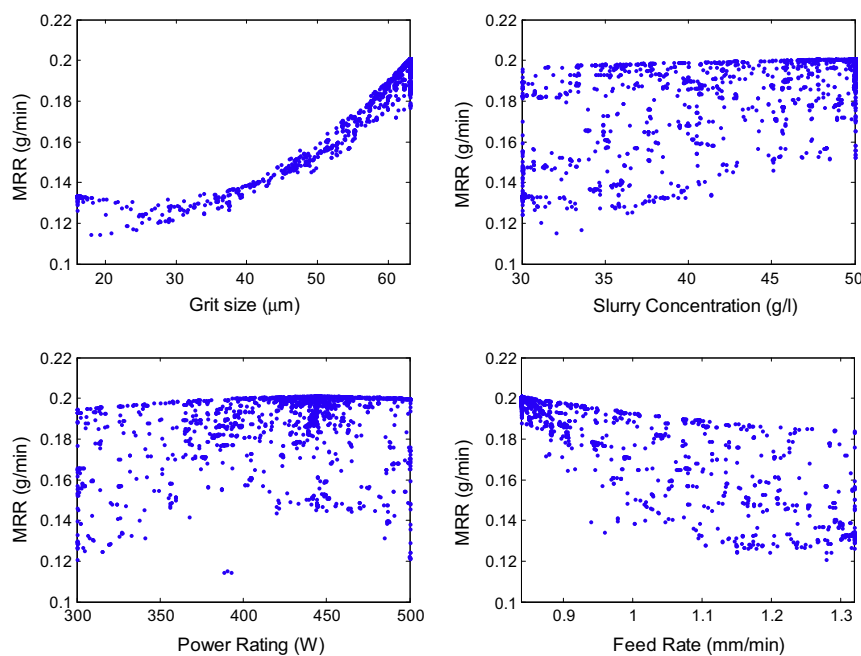 0.22
0.2
0.18
0.16
0.14
0.12
0.1
MRR (g/min)
20 30 40 50 60
Grit size (μm)
0.22
0.2
0.18
0.16
0.14
0.12
0.1
MRR (g/min)
30 35 40 45 50
Slurry Concentration (g/l)
0.22
0.2
0.18
0.16
0.14
0.12
0.1
MRR (g/min)
300 350 400 450 500
Power Rating (W)
0.22
0.2
0.18
0.16
0.14
0.12
0.1
MRR (g/min)
0.9 1 1.1 1.2 1.3
Feed Rate (mm/min)